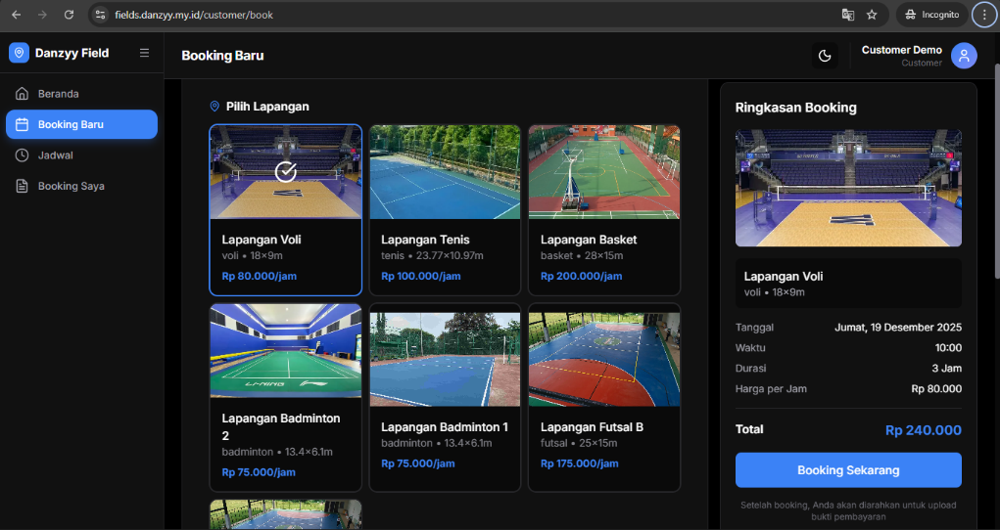 fields.danzyy.my.id/customer/book
Incognito
Danzyy Field
Booking Baru
Customer Demo
Customer
Beranda
Booking Baru
Jadwal
Booking Saya
Pilih Lapangan
Lapangan Voli
voli • 18×9m
Rp 80.000/jam
Lapangan Tenis
tenis • 23.77×10.97m
Rp 100.000/jam
Lapangan Basket
basket • 28×15m
Rp 200.000/jam
LI-NING
Lapangan Badminton
2
badminton • 13.4×6.1m
Rp 75.000/jam
Lapangan Badminton 1
badminton • 13.4×6.1m
Rp 75.000/jam
Lapangan Futsal B
futsal • 25×15m
Rp 175.000/jam
Ringkasan Booking
Lapangan Voli
voli • 18×9m
Tanggal Jumat, 19 Desember 2025
Waktu 10:00
Durasi 3 Jam
Harga per Jam Rp 80.000
Total Rp 240.000
Booking Sekarang
Setelah booking, Anda akan diarahkan untuk upload
bukti pembayaran